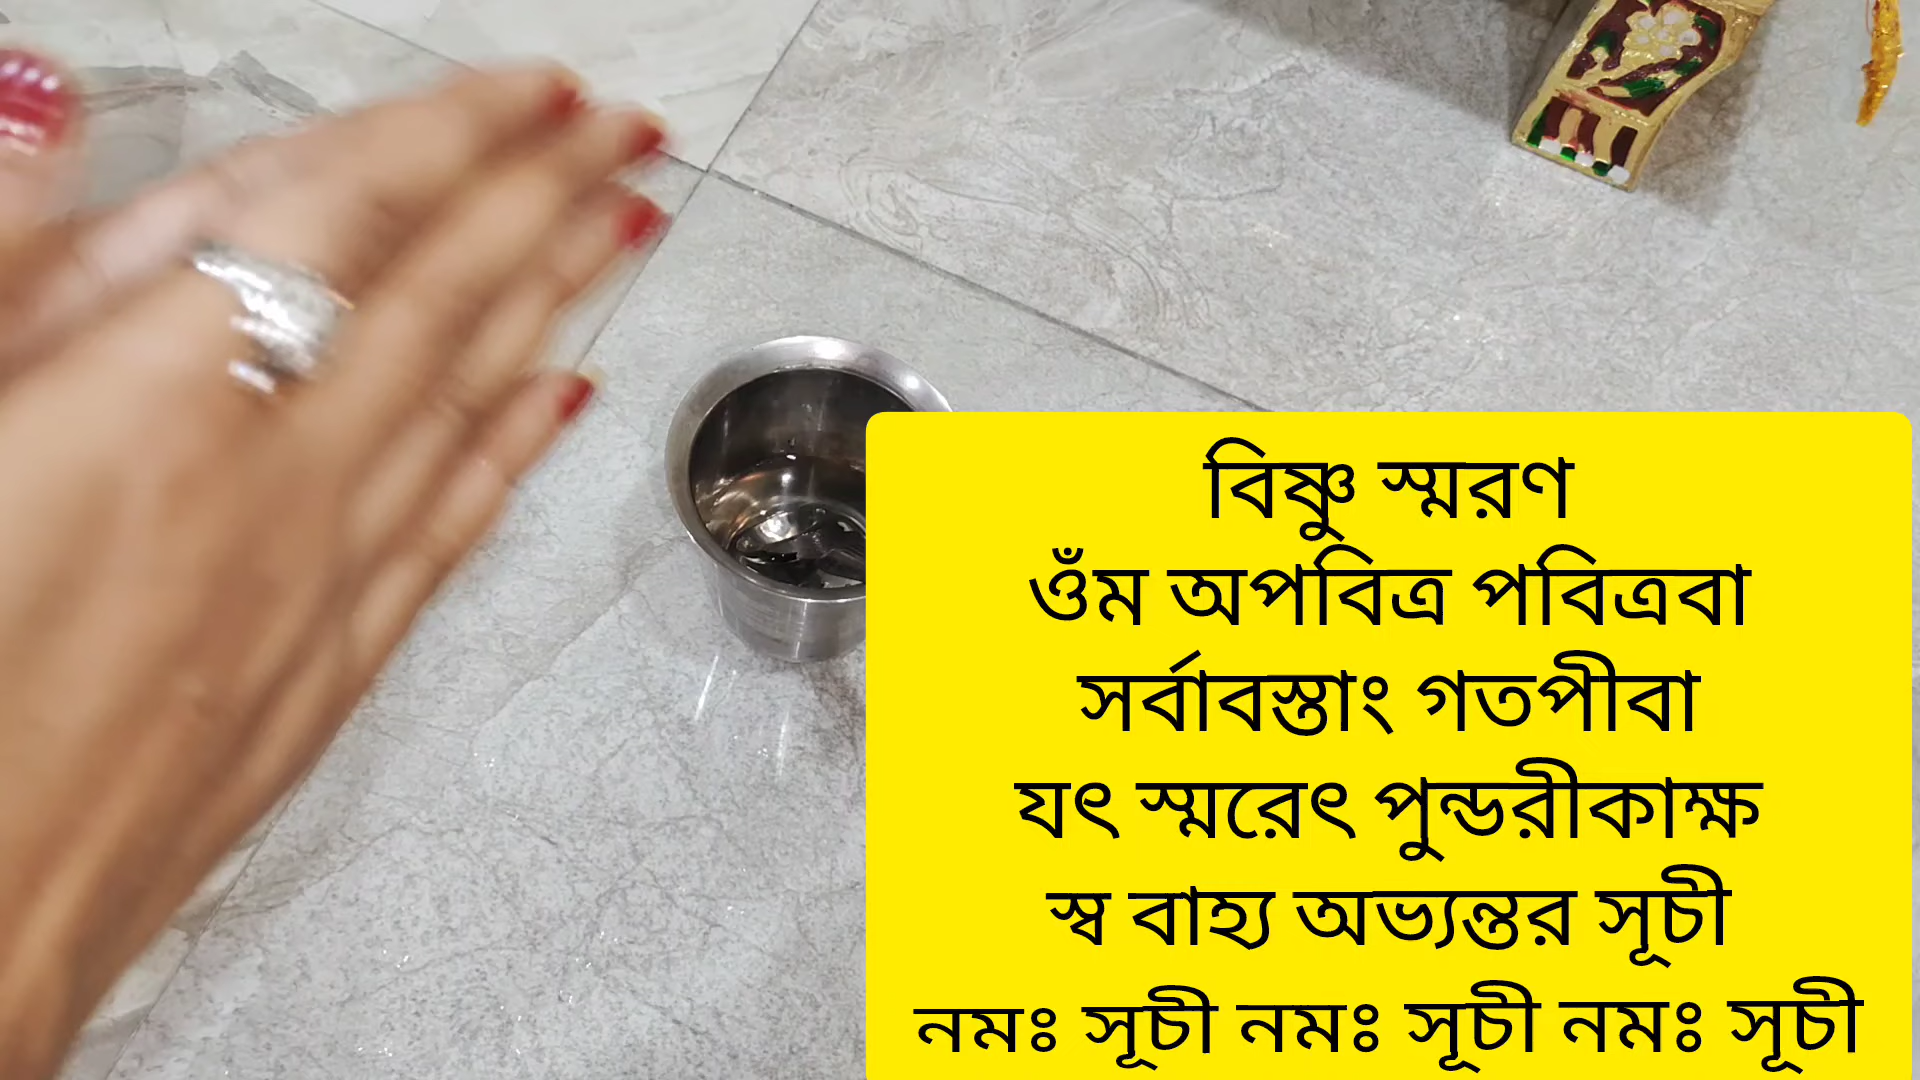 বিষ্ণু স্মরণ
ওঁম অপবিত্র পবিত্রবা
সর্বাবস্তাং গতপীবা
যৎ স্মরেৎ পুন্ডরীকাক্ষ
স্ব বাহ্য অভ্যন্তর সূচী
নমঃ সূচী নমঃ সূচী নমঃ সূচী